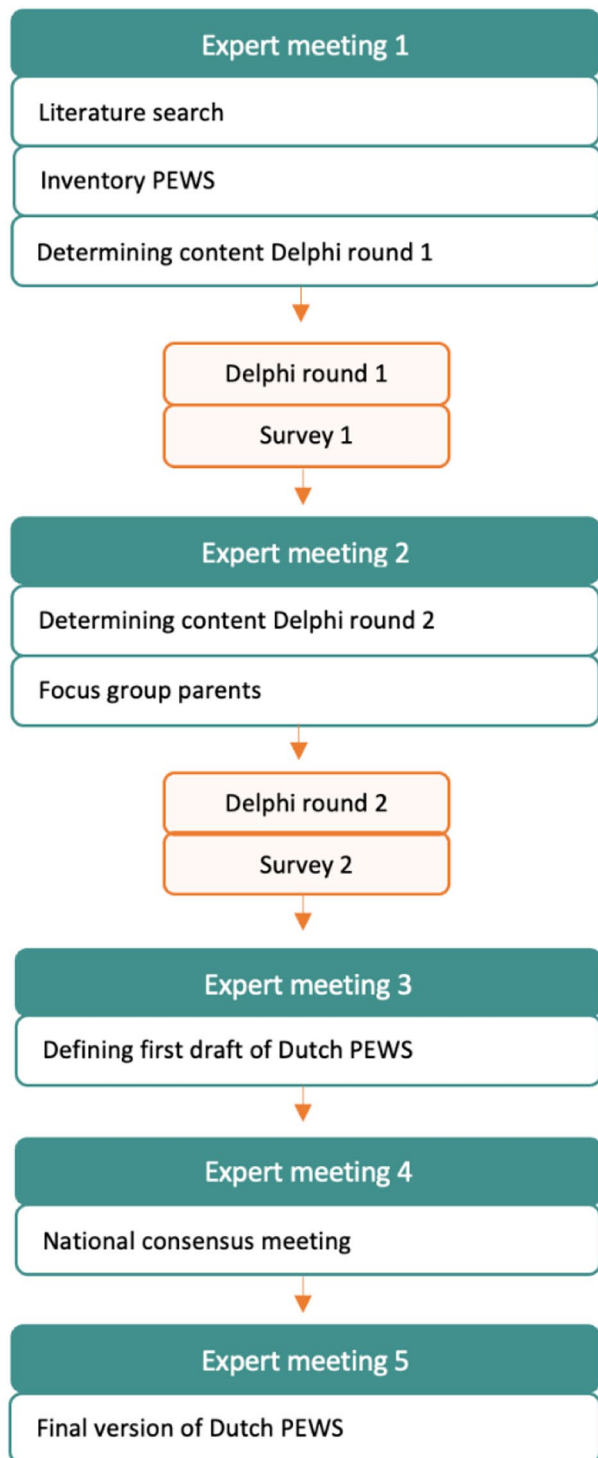 Expert meeting 1
Literature search
Inventory PEWS
Determining content Delphi round 1
Delphi round 1
Survey 1
Expert meeting 2
Determining content Delphi round 2
Focus group parents
Delphi round 2
Survey 2
Expert meeting 3
Defining first draft of Dutch PEWS
Expert meeting 4
National consensus meeting
Expert meeting 5
Final version of Dutch PEWS